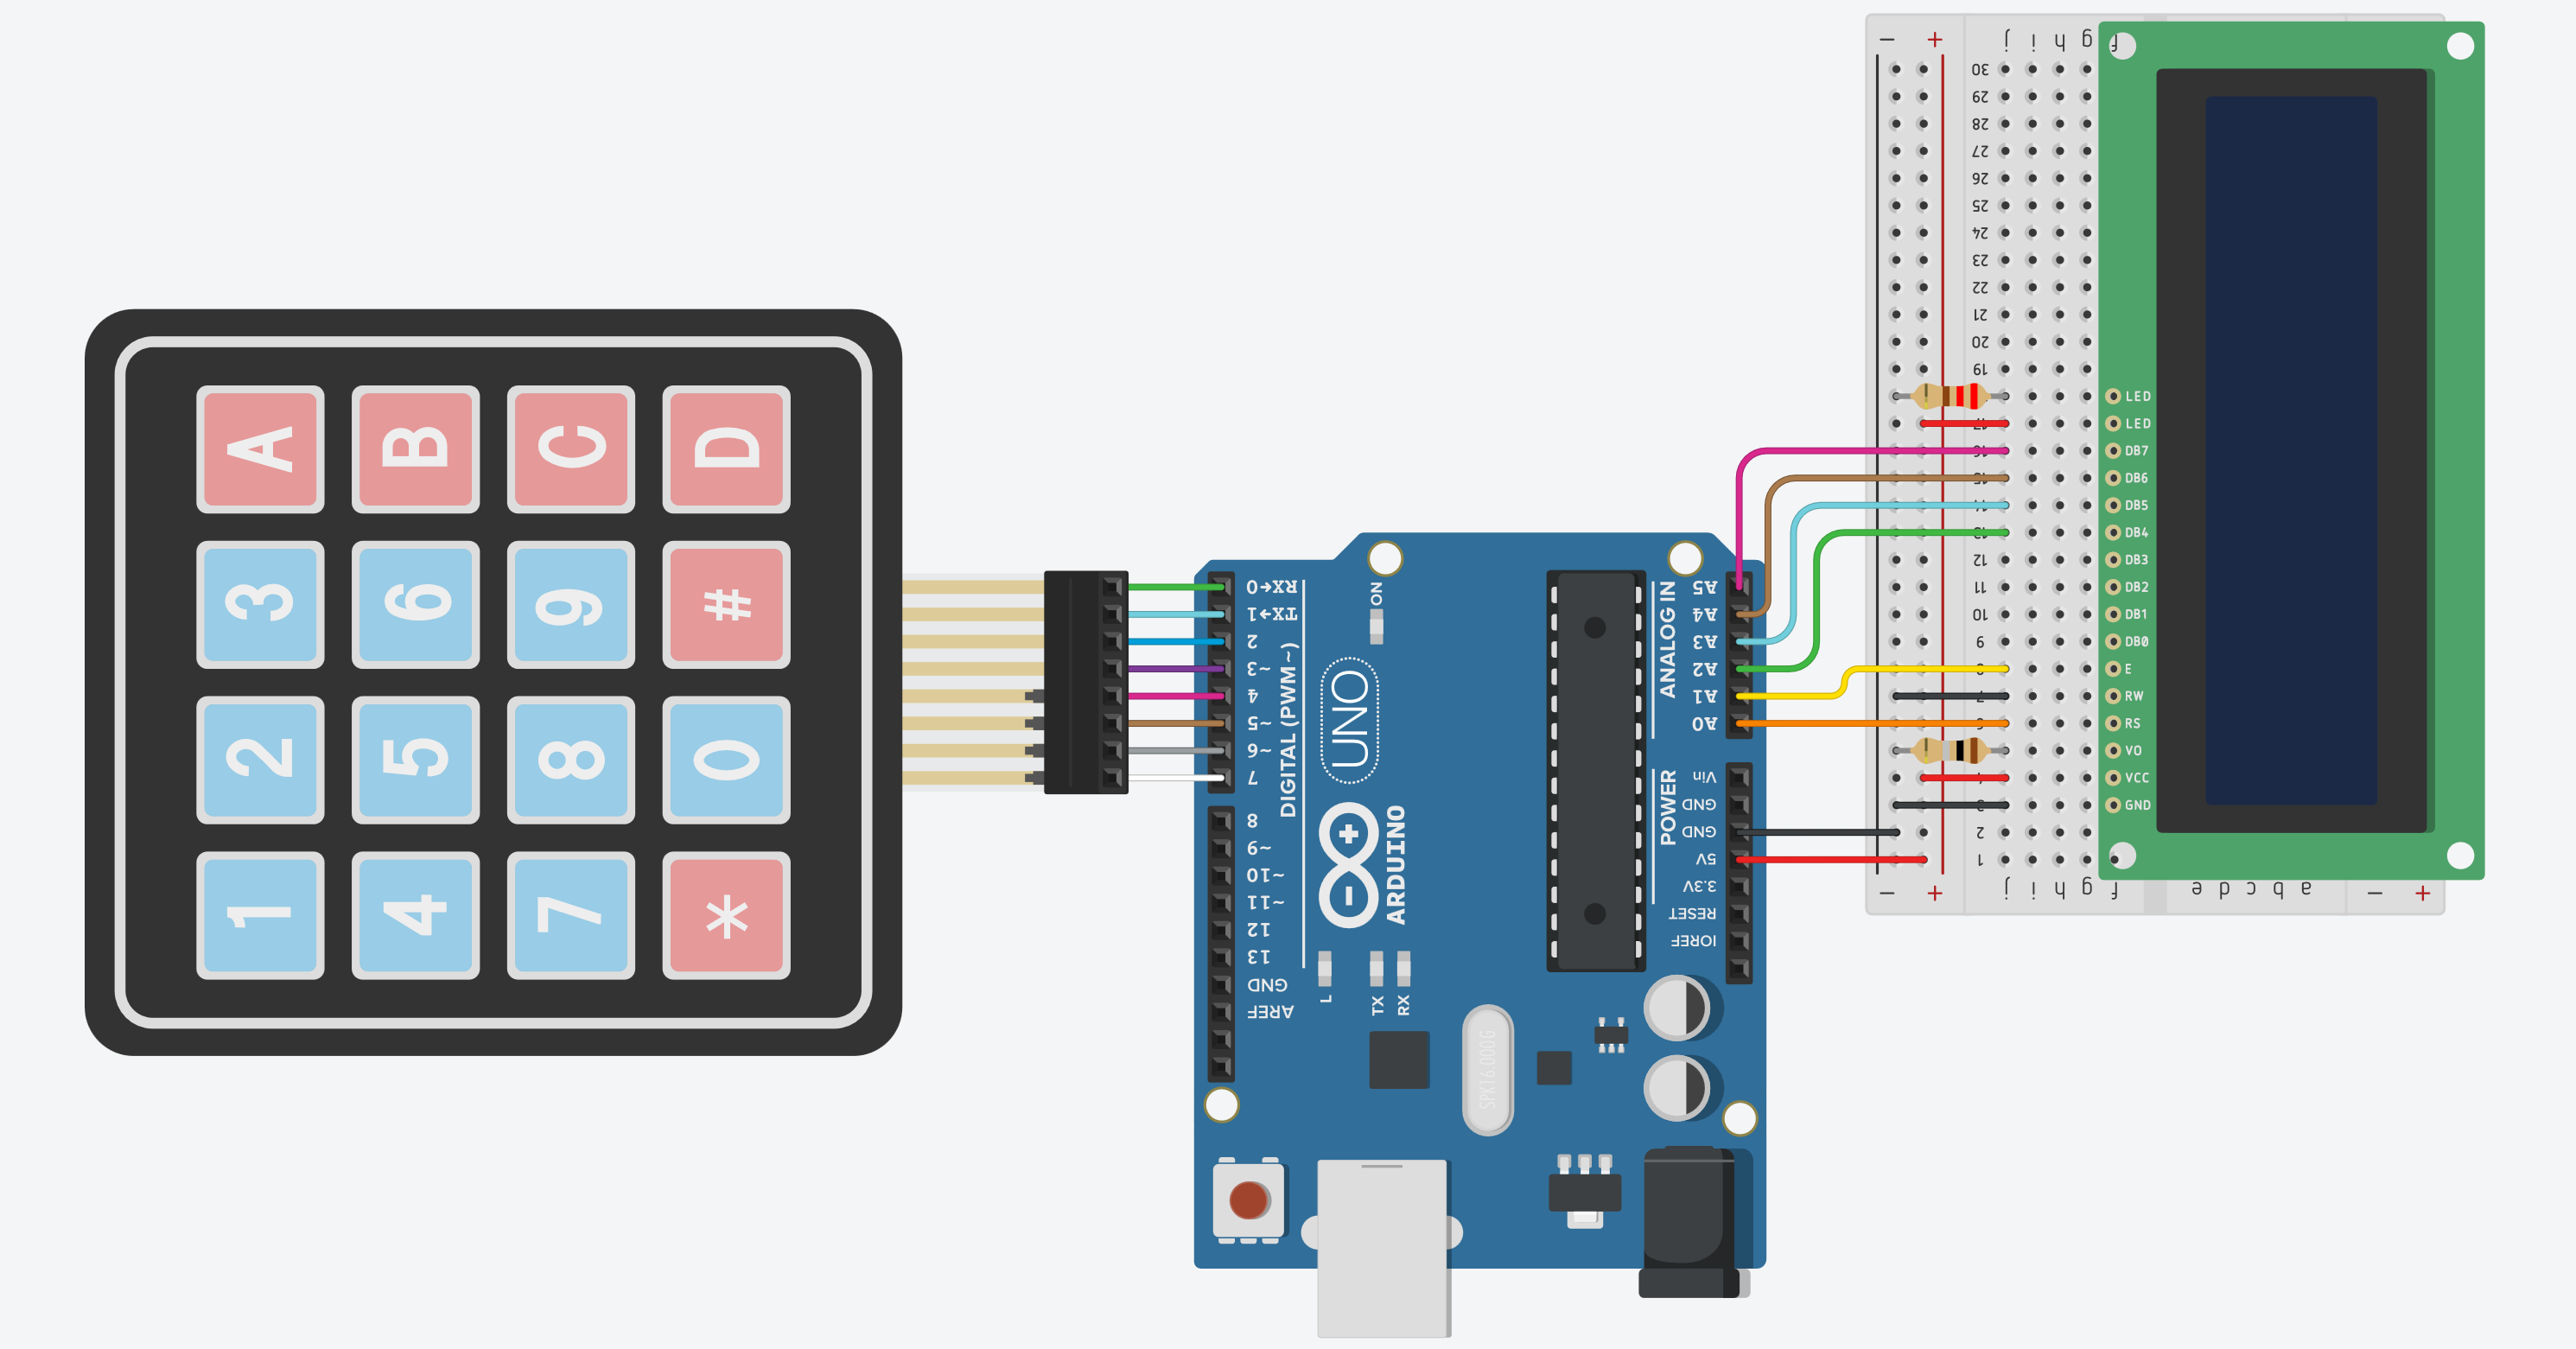 A B C D
3 6 9 #
2 5 8 0
1 4 7 *
RX←0
TX→1
2
~3
4
~5
~6
7
8
~9
~10
~11
12
13
GND
AREF
DIGITAL (PWM~)
ON
UNO
ARDUINO
L
TX
RX
SPK16.000G
A5
A4
A3
A2
A1
A0
ANALOG IN
Vin
GND
GND
5V
3.3V
RESET
IOREF
POWER
− + j i h g f
30
29
28
27
26
25
24
23
22
21
20
19
17
16
15
14
13
12
11
10
9
8
7
6
4
3
2
1
− + j i h g f e d c b a − +
LED
LED
DB7
DB6
DB5
DB4
DB3
DB2
DB1
DB0
E
RW
RS
VO
VCC
GND